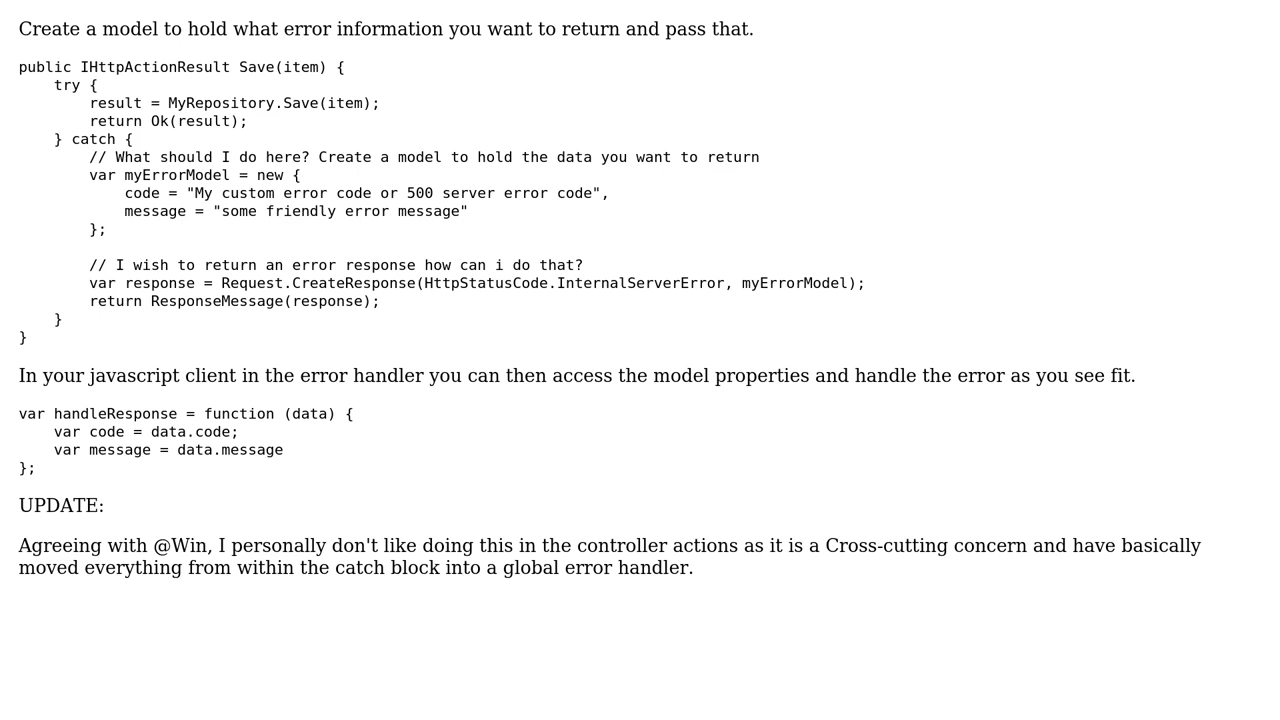 Create a model to hold what error information you want to return and pass that.
public IHttpActionResult Save(item) {
    try {
        result = MyRepository.Save(item);
        return Ok(result);
    } catch {
        // What should I do here? Create a model to hold the data you want to return
        var myErrorModel = new {
            code = "My custom error code or 500 server error code",
            message = "some friendly error message"
        };

        // I wish to return an error response how can i do that?
        var response = Request.CreateResponse(HttpStatusCode.InternalServerError, myErrorModel);
        return ResponseMessage(response);
    }
}
In your javascript client in the error handler you can then access the model properties and handle the error as you see fit.
var handleResponse = function (data) {
    var code = data.code;
    var message = data.message
};
UPDATE:
Agreeing with @Win, I personally don't like doing this in the controller actions as it is a Cross-cutting concern and have basically
moved everything from within the catch block into a global error handler.